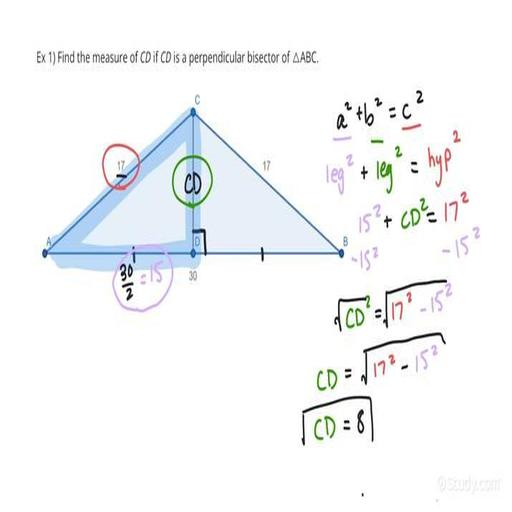 Ex 1) Find the measure of CD if CD is a perpendicular bisector of △ABC.
C
17
CD
17
A
D
B
30/2 = 15
30
a² + b² = c²
leg² + leg² = hyp²
15² + CD² = 17²
-15² -15²
√CD² = √17² - 15²
CD = √17² - 15²
CD = 8
©Study.com